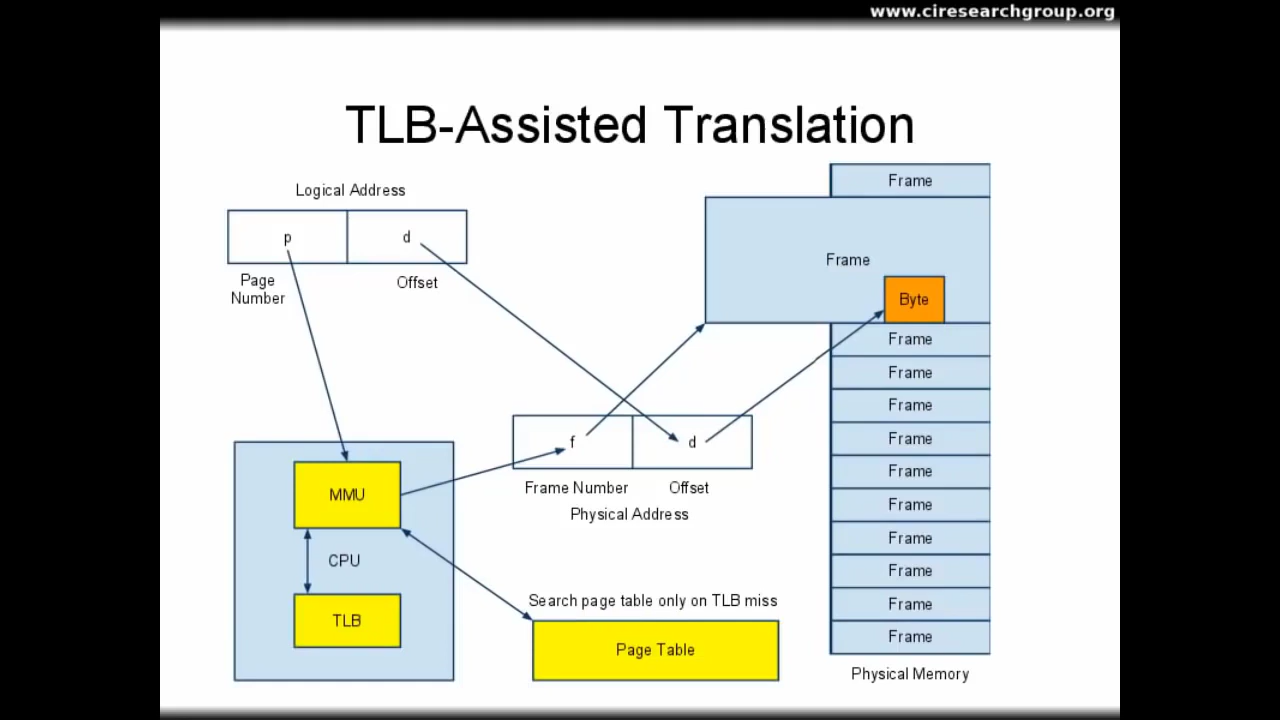 www.ciresearchgroup.org
TLB-Assisted Translation
Logical Address
p
d
Page
Number
Offset
Frame
Frame
Byte
Frame
Frame
Frame
Frame
Frame
Frame
Frame
Frame
Frame
Frame
Physical Memory
f
d
Frame Number
Offset
Physical Address
MMU
CPU
TLB
Search page table only on TLB miss
Page Table